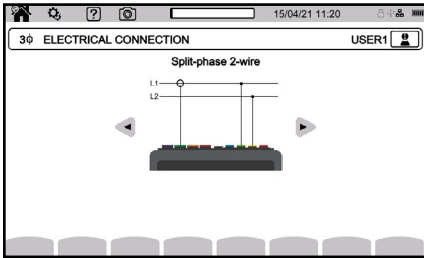 ?
15/04/21 11:20
3φ ELECTRICAL CONNECTION
USER1
Split-phase 2-wire
L1
L2